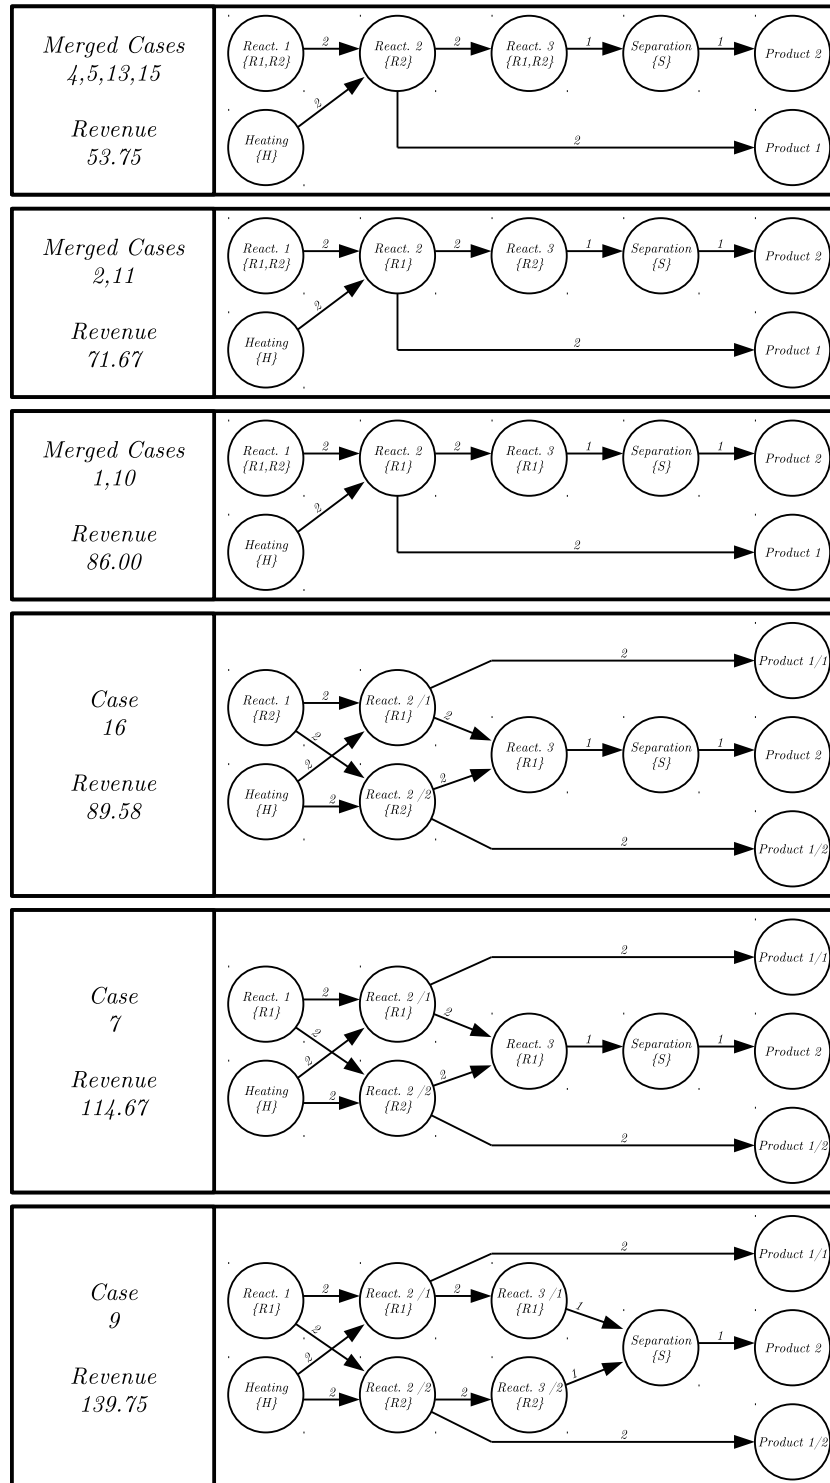 Merged Cases
4,5,13,15
Revenue
53.75
React. 1
{R1,R2}
2
React. 2
{R2}
2
React. 3
{R1,R2}
1
Separation
{S}
1
Product 2
Heating
{H}
2
2
Product 1
Merged Cases
2,11
Revenue
71.67
React. 1
{R1,R2}
2
React. 2
{R1}
2
React. 3
{R2}
1
Separation
{S}
1
Product 2
Heating
{H}
2
2
Product 1
Merged Cases
1,10
Revenue
86.00
React. 1
{R1,R2}
2
React. 2
{R1}
2
React. 3
{R1}
1
Separation
{S}
1
Product 2
Heating
{H}
2
2
Product 1
Case
16
Revenue
89.58
2
Product 1/1
React. 1
{R2}
2
React. 2 /1
{R1}
2
2
React. 3
{R1}
1
Separation
{S}
1
Product 2
2
Heating
{H}
2
React. 2 /2
{R2}
2
2
Product 1/2
Case
7
Revenue
114.67
2
Product 1/1
React. 1
{R1}
2
React. 2 /1
{R1}
2
2
React. 3
{R1}
1
Separation
{S}
1
Product 2
2
Heating
{H}
2
React. 2 /2
{R2}
2
2
Product 1/2
Case
9
Revenue
139.75
2
Product 1/1
React. 1
{R1}
2
React. 2 /1
{R1}
2
React. 3 /1
{R1}
1
2
Separation
{S}
1
Product 2
2
Heating
{H}
2
React. 2 /2
{R2}
2
React. 3 /2
{R2}
1
2
Product 1/2